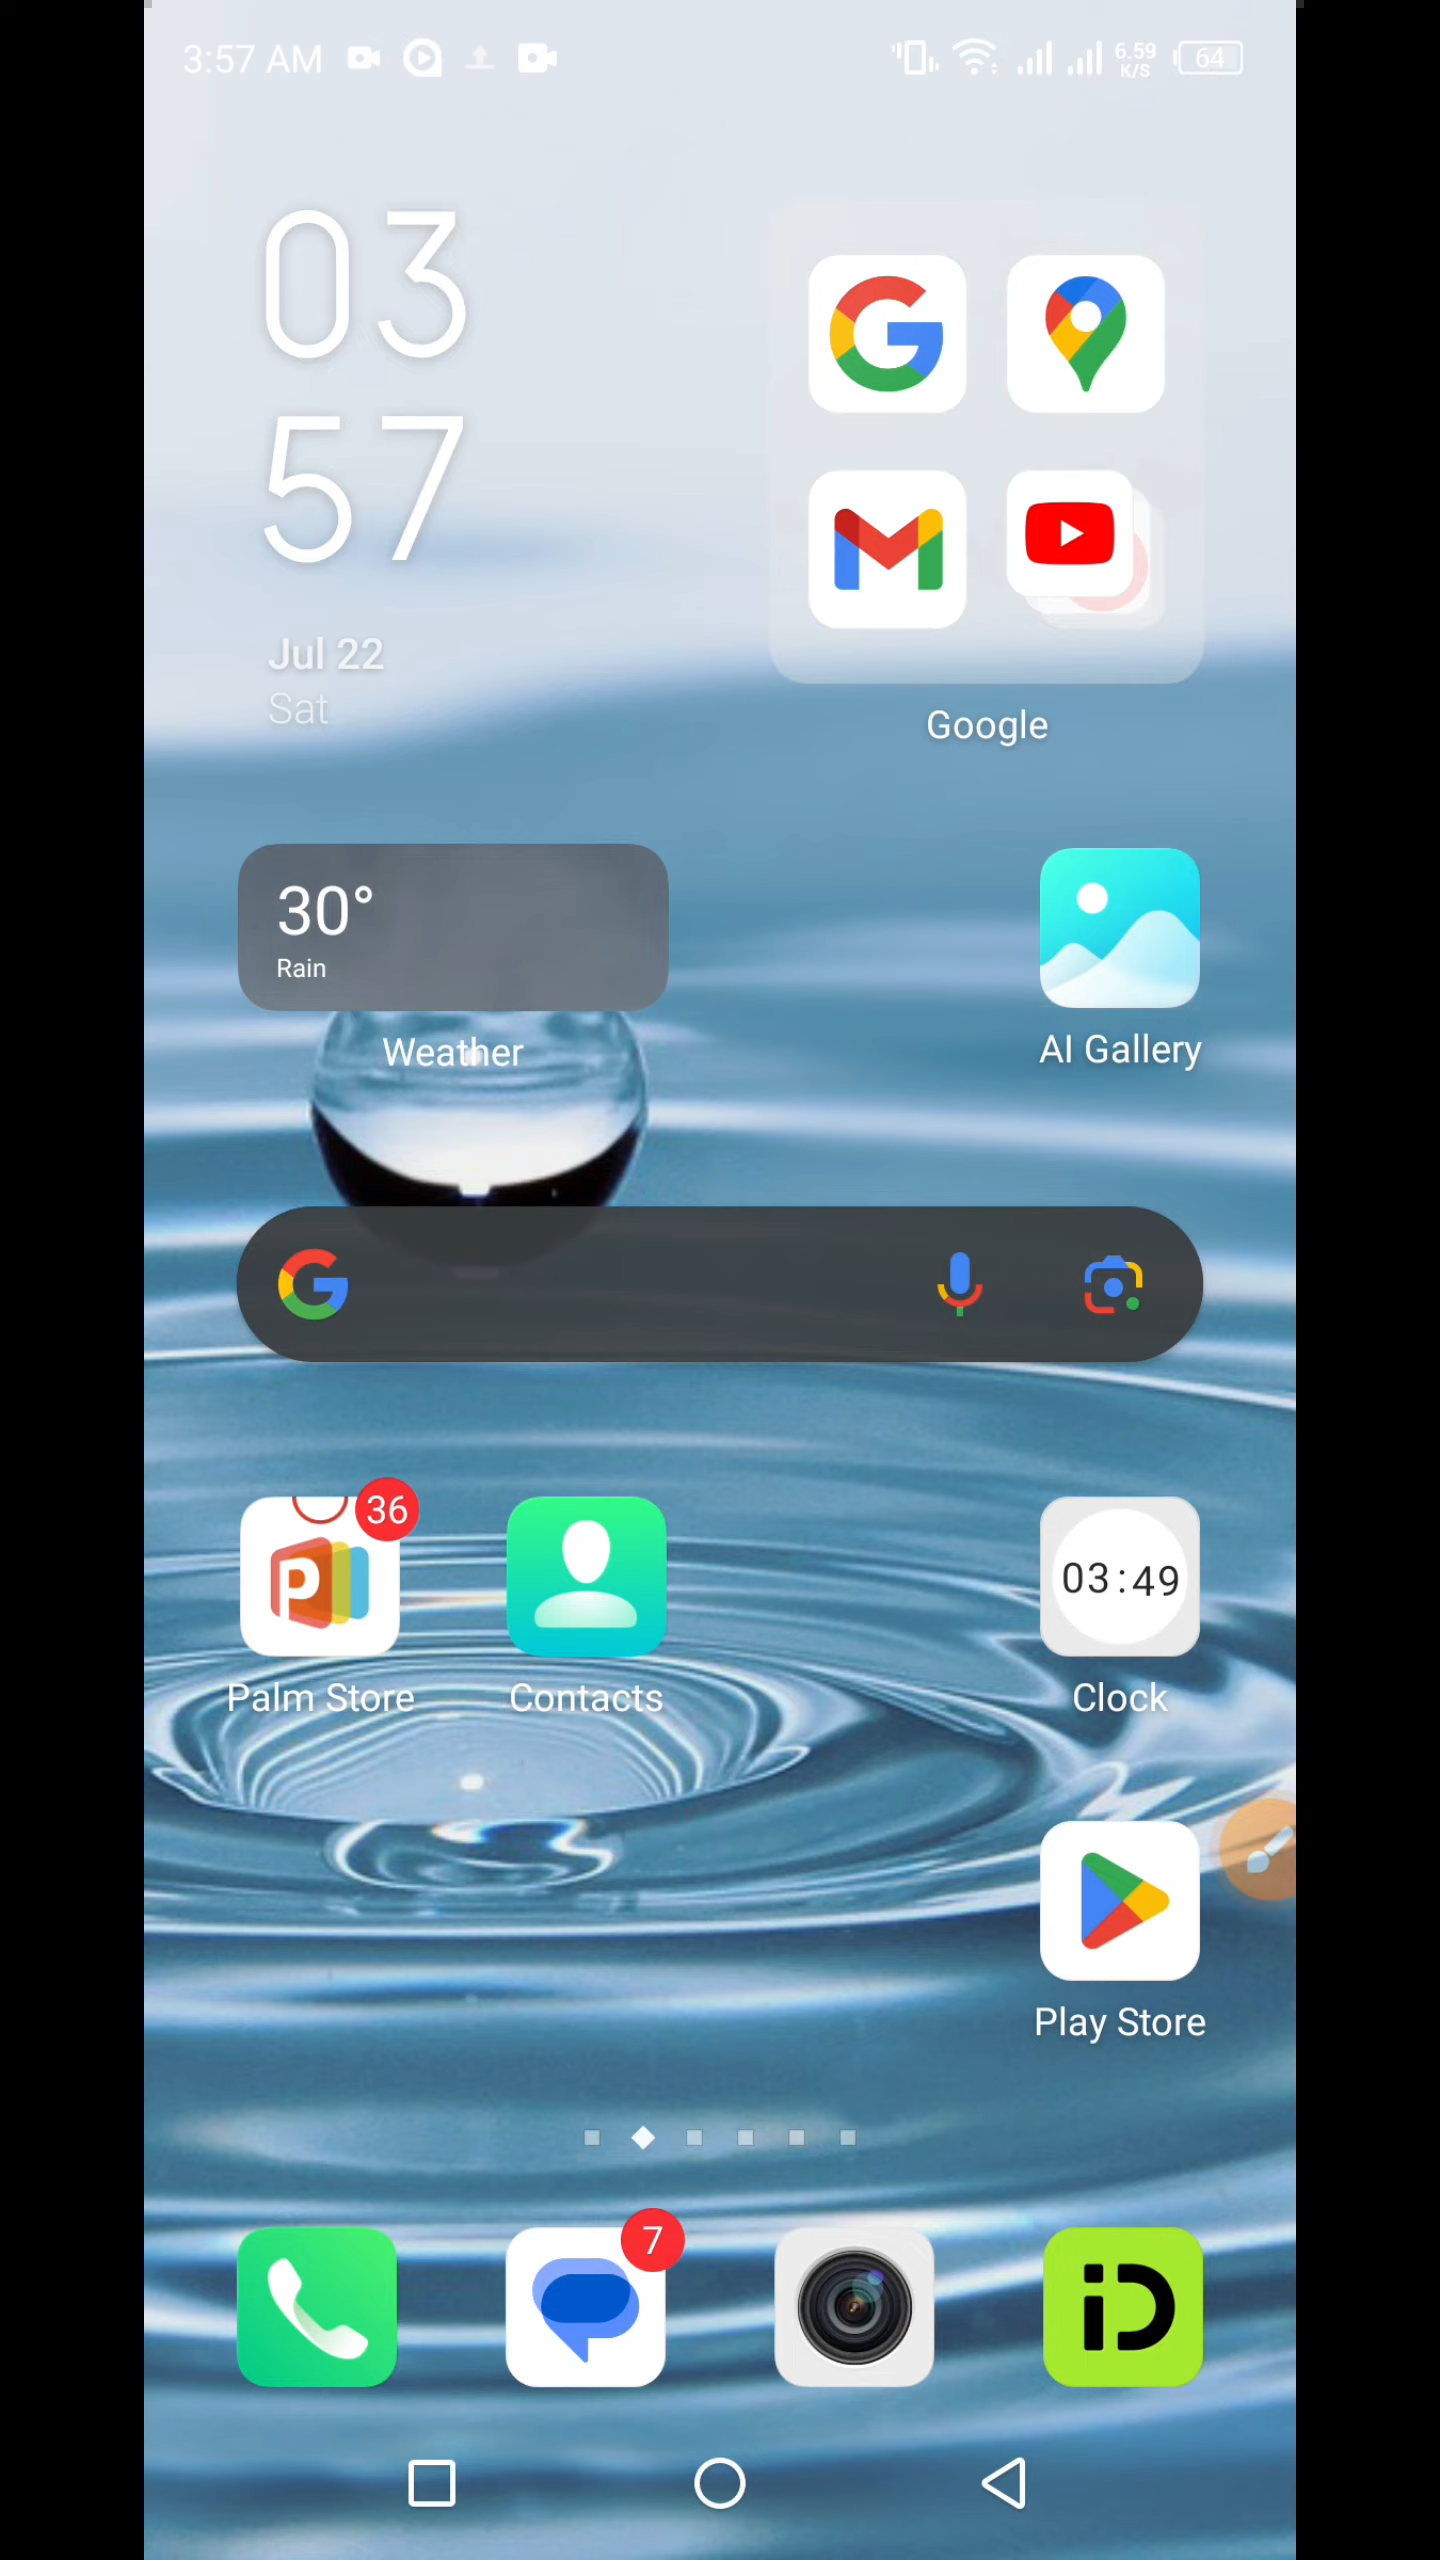 3:57 AM
6.59
K/S
64
03
57
Jul 22
Sat
Google
30°
Rain
Weather
AI Gallery
36
03:49
Palm Store
Contacts
Clock
Play Store
7
iD